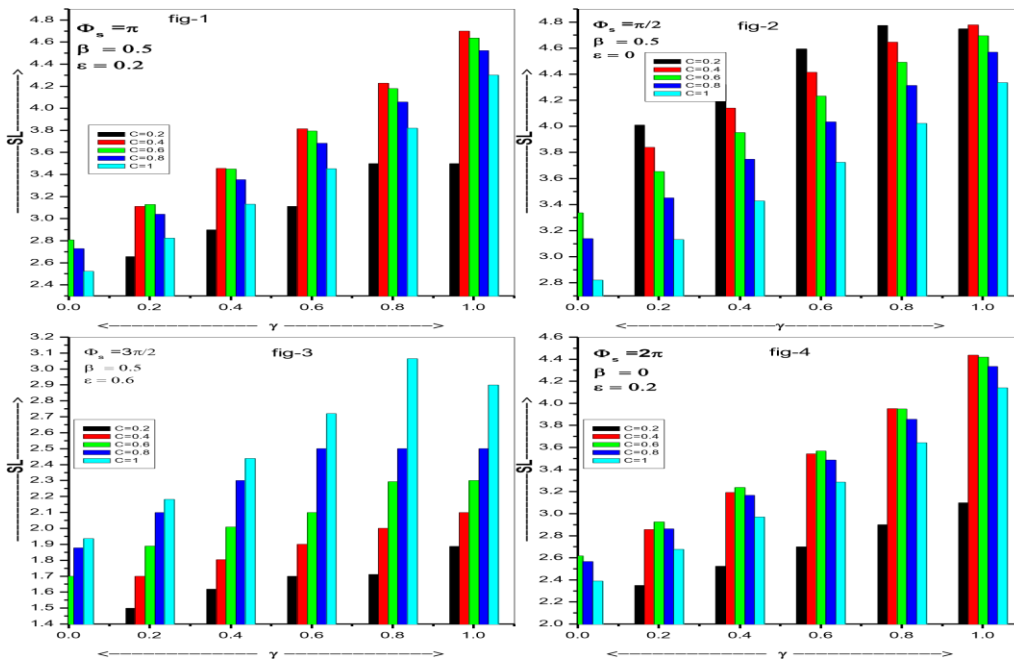 fig-1
Φs =π
β = 0.5
ε = 0.2
C=0.2
C=0.4
C=0.6
C=0.8
C=1
4.8
4.6
4.4
4.2
4.0
3.8
3.6
3.4
3.2
3.0
2.8
2.6
2.4
SL
0.0 0.2 0.4 0.6 0.8 1.0
γ
fig-2
Φs =π/2
β = 0.5
ε = 0
C=0.2
C=0.4
C=0.6
C=0.8
C=1
4.8
4.6
4.4
4.2
4.0
3.8
3.6
3.4
3.2
3.0
2.8
SL
0.0 0.2 0.4 0.6 0.8 1.0
γ
fig-3
Φs =3π/2
β = 0.5
ε = 0.6
C=0.2
C=0.4
C=0.6
C=0.8
C=1
3.2
3.1
3.0
2.9
2.8
2.7
2.6
2.5
2.4
2.3
2.2
2.1
2.0
1.9
1.8
1.7
1.6
1.5
1.4
SL
0.0 0.2 0.4 0.6 0.8 1.0
γ
fig-4
Φs =2π
β = 0
ε = 0.2
C=0.2
C=0.4
C=0.6
C=0.8
C=1
4.6
4.4
4.2
4.0
3.8
3.6
3.4
3.2
3.0
2.8
2.6
2.4
2.2
2.0
SL
0.0 0.2 0.4 0.6 0.8 1.0
γ